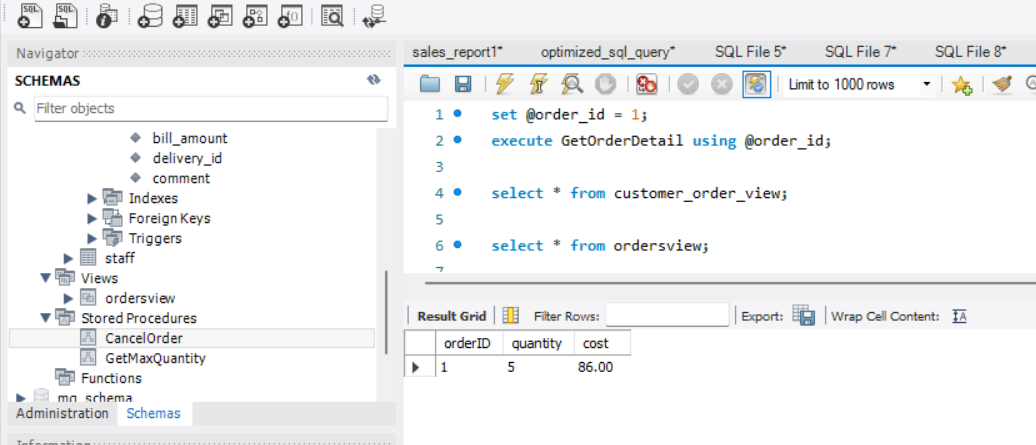 SQL SQL
Navigator
SCHEMAS
Filter objects
bill_amount
delivery_id
comment
Indexes
Foreign Keys
Triggers
staff
Views
ordersview
Stored Procedures
CancelOrder
GetMaxQuantity
Functions
mg_schema
Administration Schemas
sales_report1* optimized_sql_query* SQL File 5* SQL File 7* SQL File 8*
Limit to 1000 rows
1 set @order_id = 1;
2 execute GetOrderDetail using @order_id;
3
4 select * from customer_order_view;
5
6 select * from ordersview;
7
Result Grid Filter Rows: Export: Wrap Cell Content:
orderID quantity cost
1 5 86.00